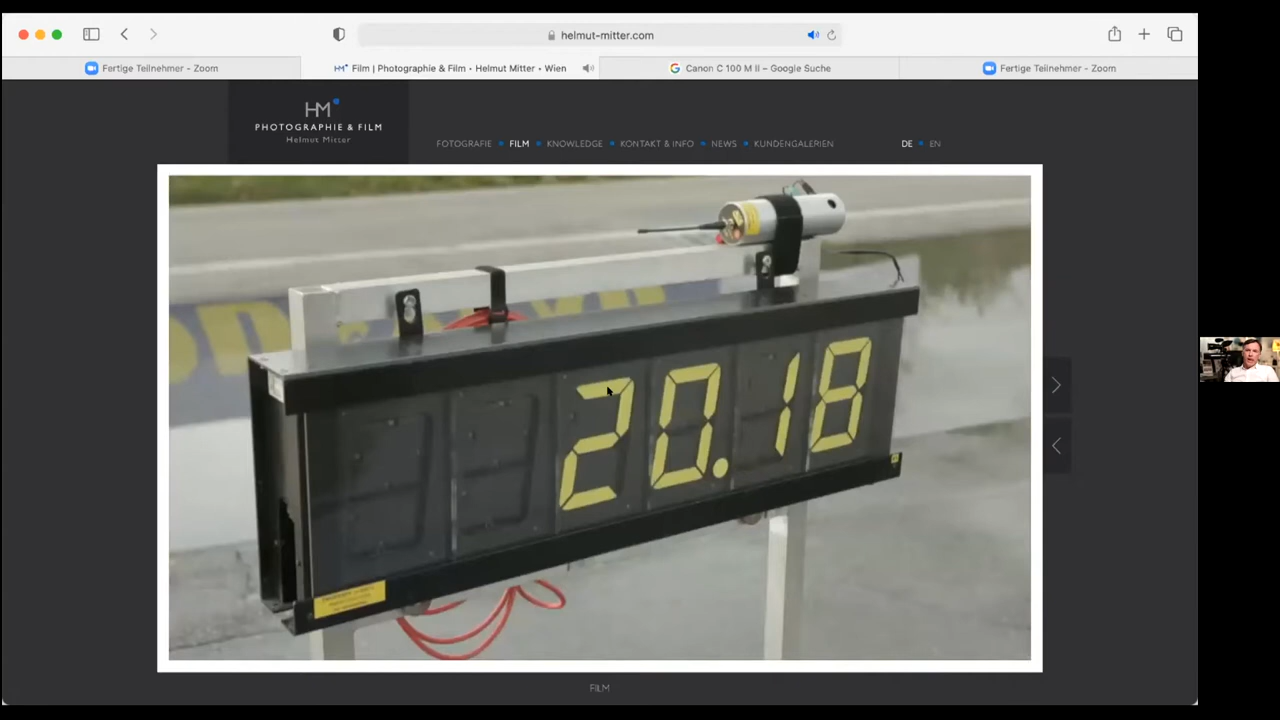 helmut-mitter.com
Fertige Teilnehmer - Zoom
Film | Photographie & Film • Helmut Mitter • Wien
Canon C 100 M II – Google Suche
Fertige Teilnehmer - Zoom
HM
PHOTOGRAPHIE & FILM
Helmut Mitter
FOTOGRAFIE FILM KNOWLEDGE KONTAKT & INFO NEWS KUNDENGALERIEN DE EN
20.18
FILM